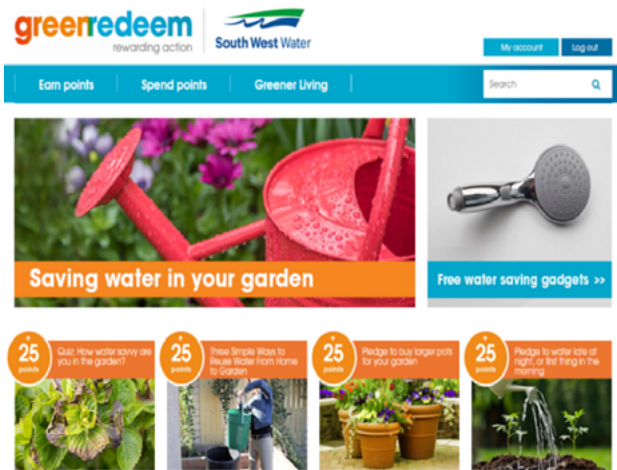 greenredeem
rewarding action
South West Water
My account
Log out
Earn points
Spend points
Greener Living
Search
Saving water in your garden
Free water saving gadgets >>
25
points
Quiz: How water savvy are
you in the garden?
25
points
Three Simple Ways to
Reuse Water From Home
to Garden
25
points
Pledge to buy larger pots
for your garden
25
points
Pledge to water late at
night, or first thing in the
morning